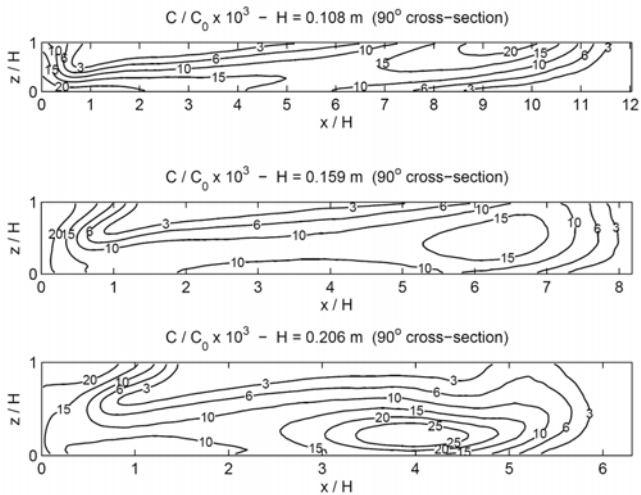 C / C0 x 10³ − H = 0.108 m (90° cross−section)
1
z / H
0
15 10 6 3 3 6 10 15 20 15 10 6 3
20 15 10 10 6 3
0 1 2 3 4 5 6 7 8 9 10 11 12
x / H
C / C0 x 10³ − H = 0.159 m (90° cross−section)
1
z / H
0
20 15 6 3 6 10 15 10 6 3
10 3 6 10 15
10 10
0 1 2 3 4 5 6 7 8
x / H
C / C0 x 10³ − H = 0.206 m (90° cross−section)
1
z / H
0
20 10 3 3 3
6 6 6 3
15 10 10 15 20 25 10 6
10 15 25 20 15
0 1 2 3 4 5 6
x / H